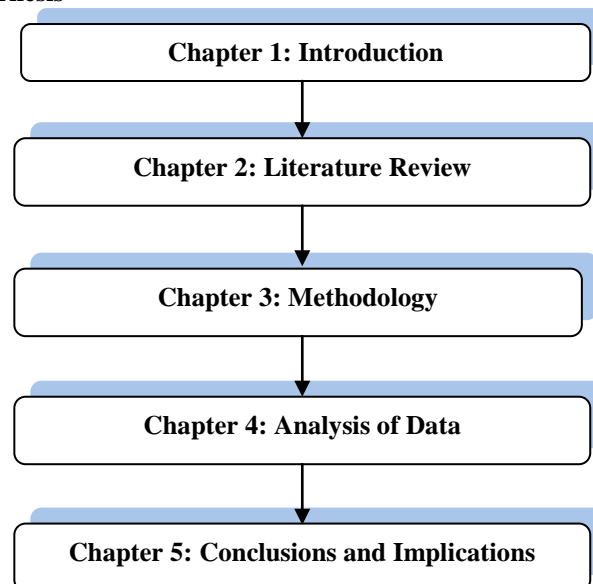 Chapter 1: Introduction
Chapter 2: Literature Review
Chapter 3: Methodology
Chapter 4: Analysis of Data
Chapter 5: Conclusions and Implications